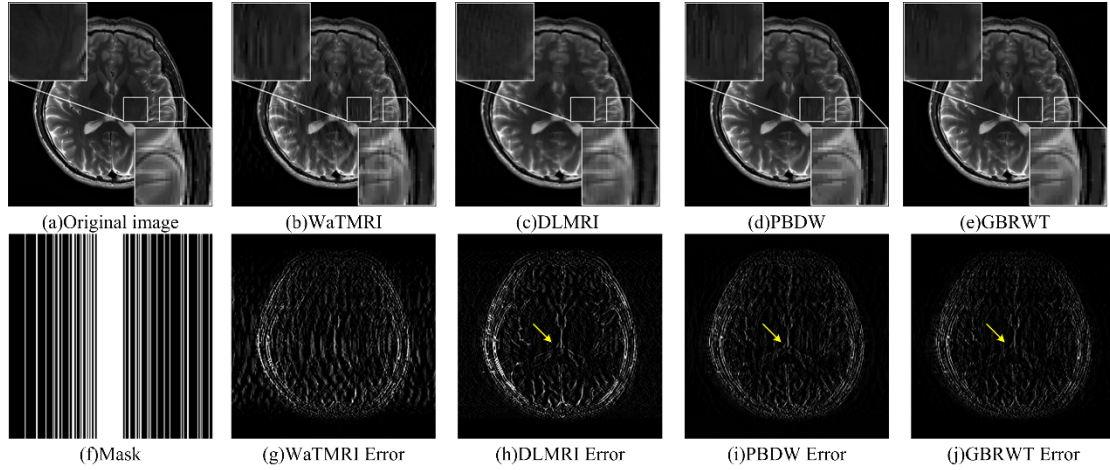 (a)Original image
(b)WaTMRI
(c)DLMRI
(d)PBDW
(e)GBRWT
(f)Mask
(g)WaTMRI Error
(h)DLMRI Error
(i)PBDW Error
(j)GBRWT Error